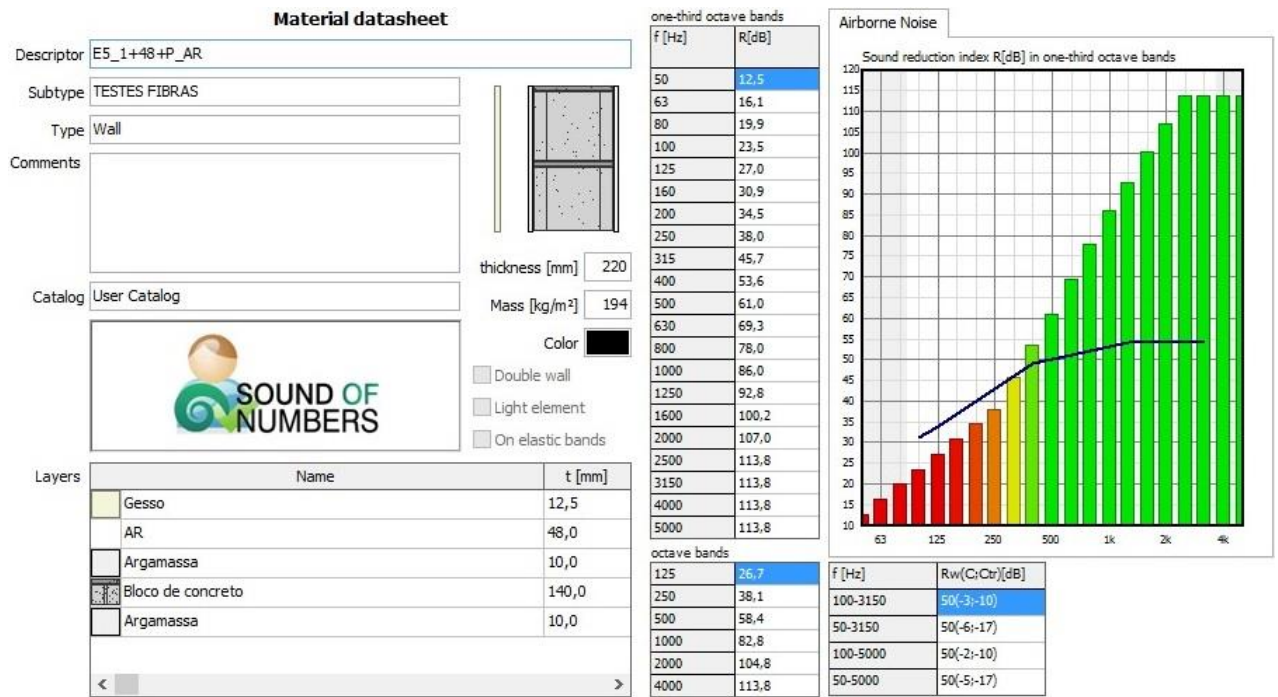 Material datasheet
Descriptor E5_1+48+P_AR
Subtype TESTES FIBRAS
Type Wall
Comments
thickness [mm] 220
Catalog User Catalog
Mass [kg/m²] 194
Color
SOUND OF
NUMBERS
Double wall
Light element
On elastic bands
Layers Name t [mm]
Gesso 12,5
AR 48,0
Argamassa 10,0
Bloco de concreto 140,0
Argamassa 10,0
< >
one-third octave bands
f [Hz] R[dB]
50 12,5
63 16,1
80 19,9
100 23,5
125 27,0
160 30,9
200 34,5
250 38,0
315 45,7
400 53,6
500 61,0
630 69,3
800 78,0
1000 86,0
1250 92,8
1600 100,2
2000 107,0
2500 113,8
3150 113,8
4000 113,8
5000 113,8
octave bands
125 26,7
250 38,1
500 58,4
1000 82,8
2000 104,8
4000 113,8
Airborne Noise
Sound reduction index R[dB] in one-third octave bands
120
115
110
105
100
95
90
85
80
75
70
65
60
55
50
45
40
35
30
25
20
15
10
63 125 250 500 1k 2k 4k
f [Hz] Rw(C;Ctr)[dB]
100-3150 50(-3;-10)
50-3150 50(-6;-17)
100-5000 50(-2;-10)
50-5000 50(-5;-17)